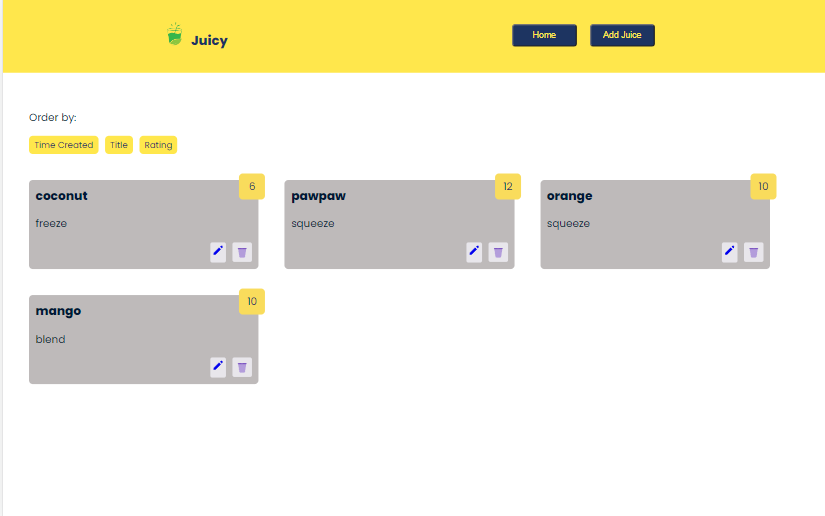 Juicy
Home
Add Juice
Order by:
Time Created Title Rating
6
coconut
freeze
12
pawpaw
squeeze
10
orange
squeeze
10
mango
blend